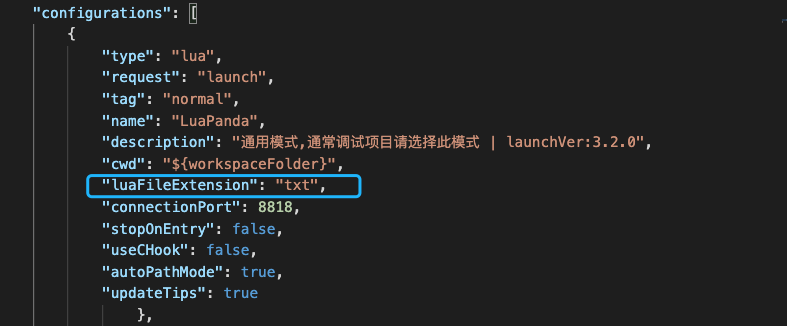 "configurations": [
{
"type": "lua",
"request": "launch",
"tag": "normal",
"name": "LuaPanda",
"description": "通用模式,通常调试项目请选择此模式 | launchVer:3.2.0",
"cwd": "${workspaceFolder}",
"luaFileExtension": "txt",
"connectionPort": 8818,
"stopOnEntry": false,
"useCHook": false,
"autoPathMode": true,
"updateTips": true
},